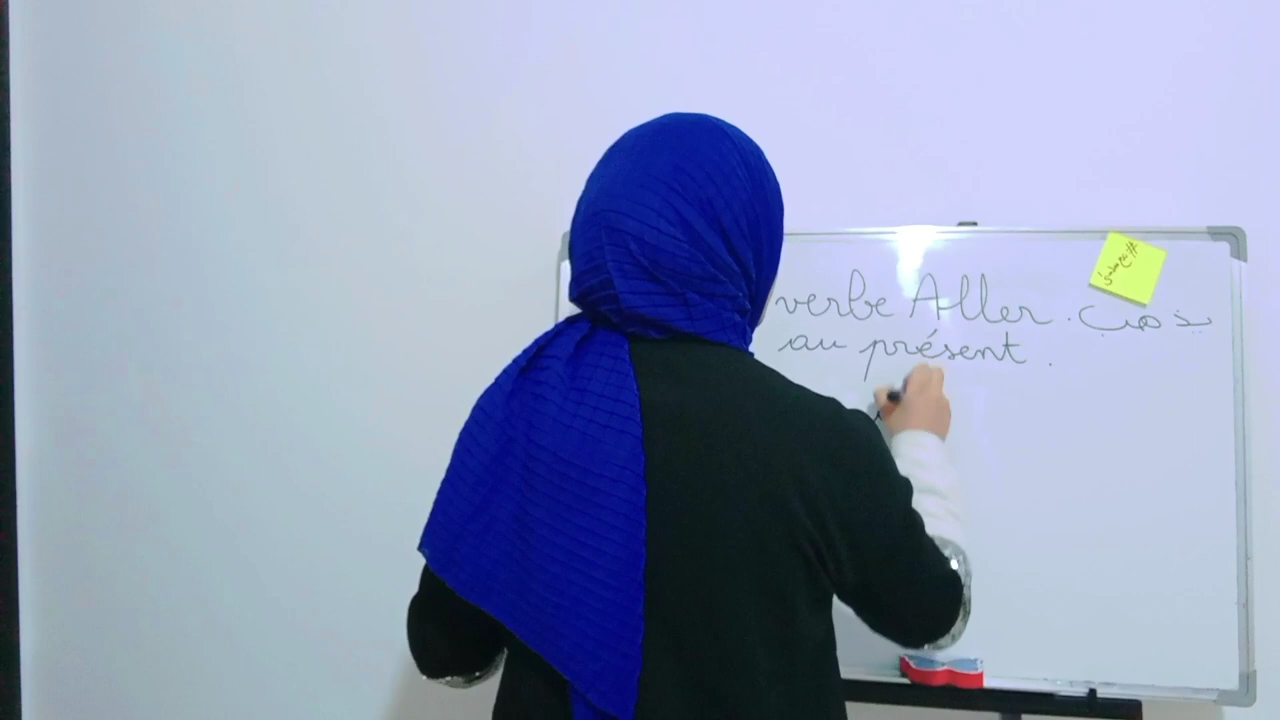 verbe Aller. يذهب
au présent.